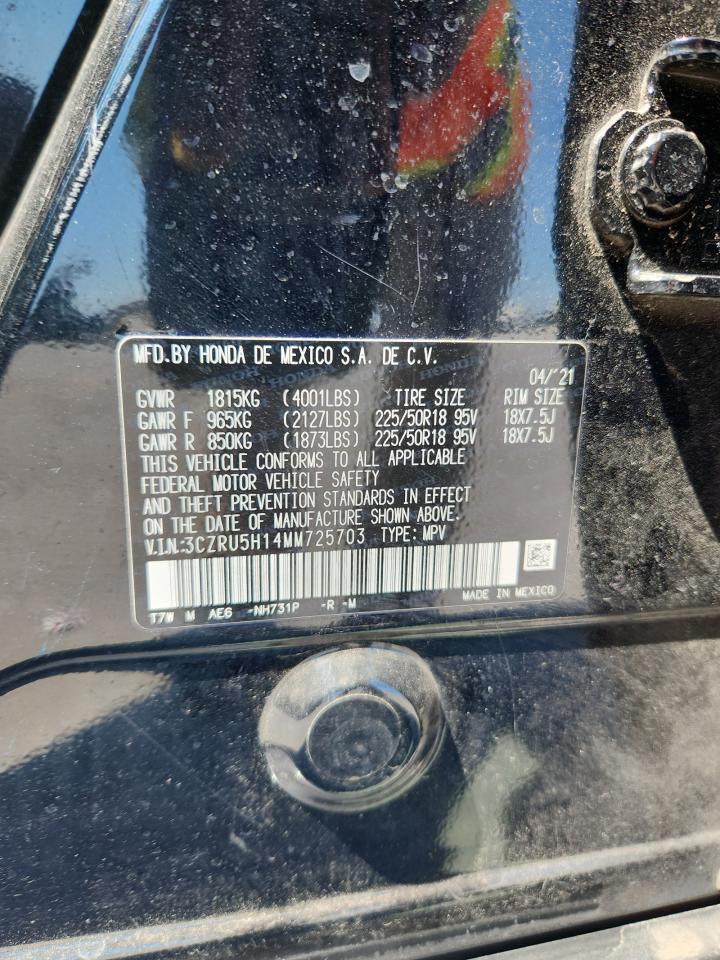 MFD.BY HONDA DE MEXICO S.A. DE C.V.
04/'21
GVWR 1815KG (4001LBS) TIRE SIZE RIM SIZE
GAWR F 965KG (2127LBS) 225/50R18 95V 18X7.5J
GAWR R 850KG (1873LBS) 225/50R18 95V 18X7.5J
THIS VEHICLE CONFORMS TO ALL APPLICABLE
FEDERAL MOTOR VEHICLE SAFETY
AND THEFT PREVENTION STANDARDS IN EFFECT
ON THE DATE OF MANUFACTURE SHOWN ABOVE.
V.I.N.:3CZRU5H14MM725703 TYPE: MPV
T7W M AE6 -NH731P -R -M MADE IN MEXICO